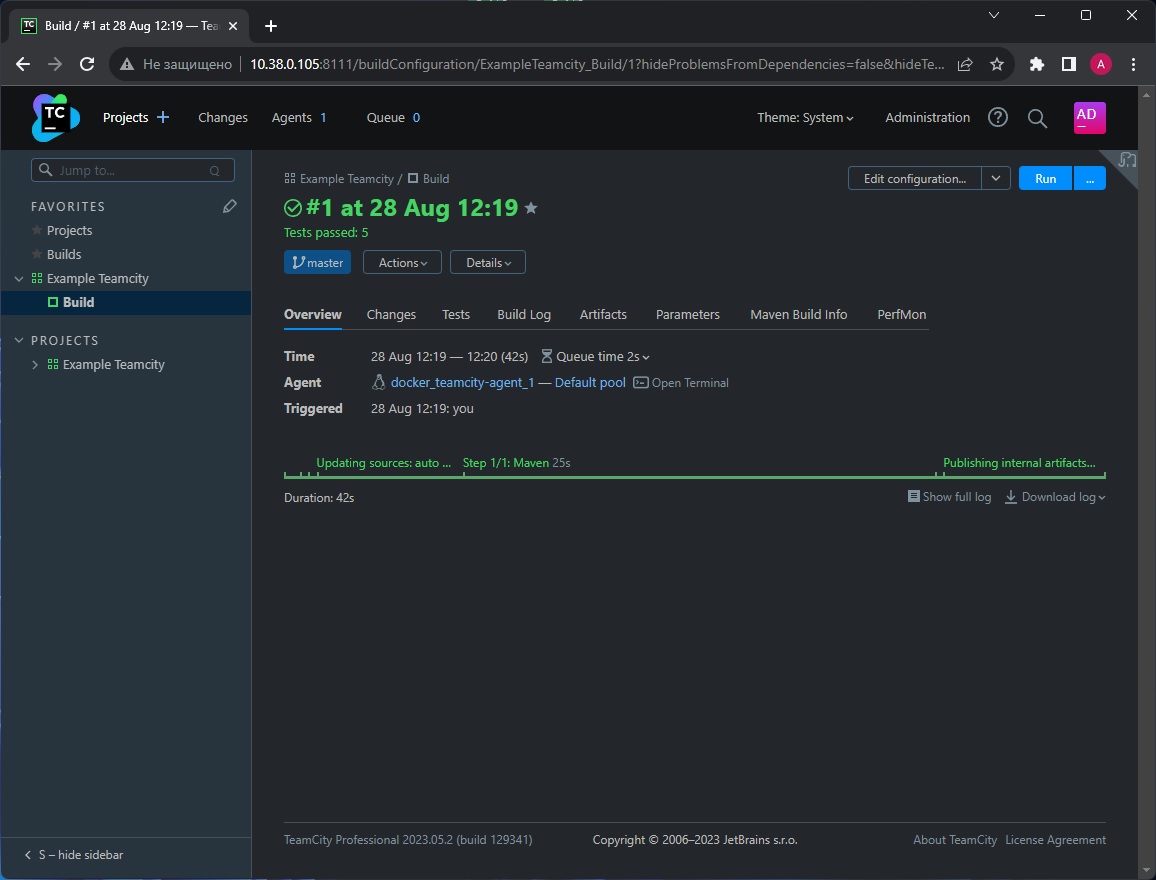 TC Build / #1 at 28 Aug 12:19 — Tea
Не защищено 10.38.0.105:8111/buildConfiguration/ExampleTeamcity_Build/1?hideProblemsFromDependencies=false&hideTe... A
TC Projects Changes Agents 1 Queue 0 Theme: System Administration ? AD
Jump to... Q
FAVORITES
Projects
Builds
Example Teamcity
Build
PROJECTS
Example Teamcity
S – hide sidebar
Example Teamcity / Build
Edit configuration... Run ...
#1 at 28 Aug 12:19
Tests passed: 5
master Actions Details
Overview Changes Tests Build Log Artifacts Parameters Maven Build Info PerfMon
Time 28 Aug 12:19 — 12:20 (42s) Queue time 2s
Agent docker_teamcity-agent_1 — Default pool Open Terminal
Triggered 28 Aug 12:19: you
Updating sources: auto ... Step 1/1: Maven 25s Publishing internal artifacts...
Duration: 42s Show full log Download log
TeamCity Professional 2023.05.2 (build 129341) Copyright © 2006–2023 JetBrains s.r.o. About TeamCity License Agreement